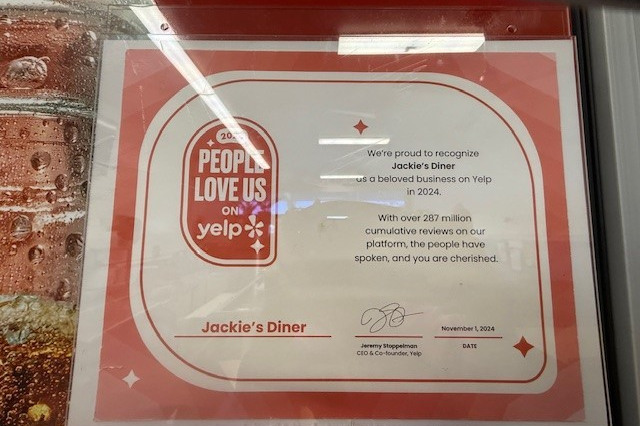 PEOPLE
LOVE US
ON
yelp
We're proud to recognize
Jackie's Diner
as a beloved business on Yelp
in 2024.
With over 287 million
cumulative reviews on our
platform, the people have
spoken, and you are cherished.
Jackie's Diner
November 1, 2024
Jeremy Stoppelman
DATE
CEO & Co-founder, Yelp